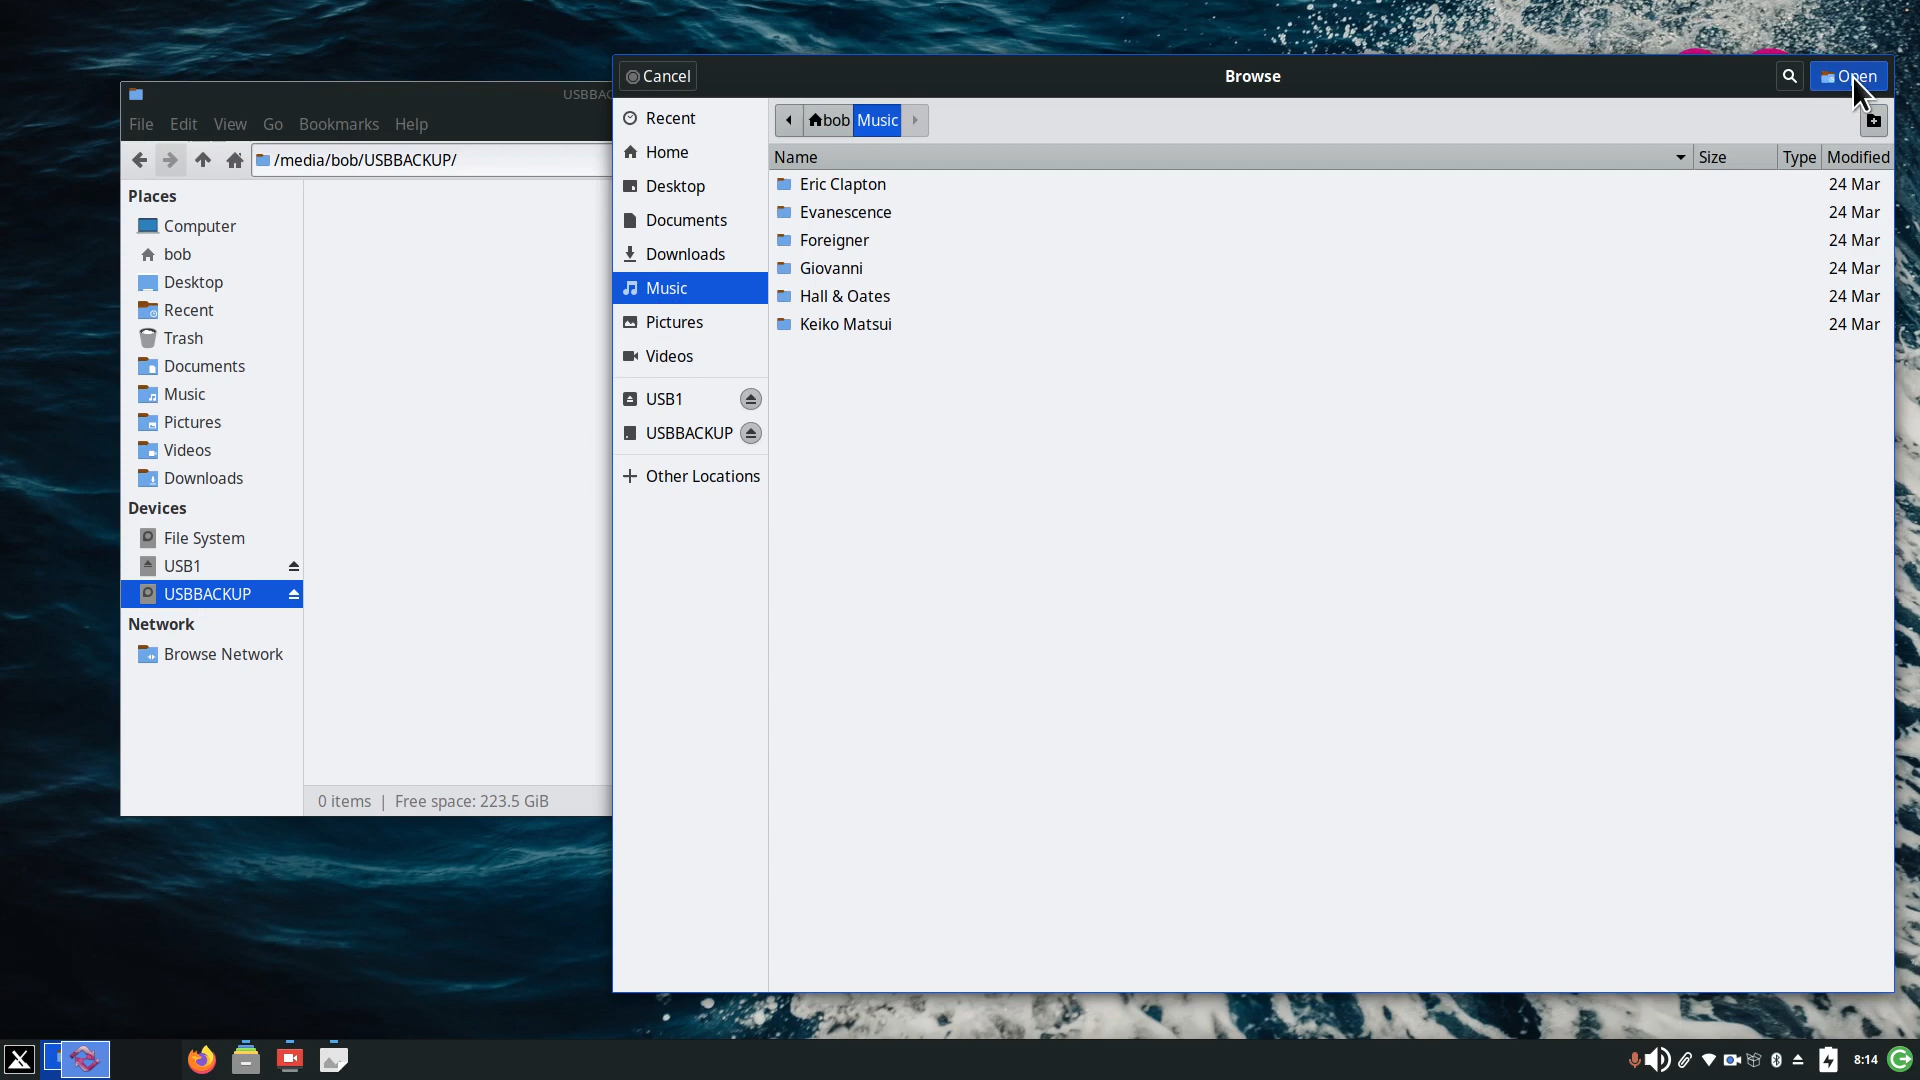 USBBAC
File Edit View Go Bookmarks Help
/media/bob/USBBACKUP/
Places
Computer
bob
Desktop
Recent
Trash
Documents
Music
Pictures
Videos
Downloads
Devices
File System
USB1
USBBACKUP
Network
Browse Network
0 items | Free space: 223.5 GiB
Cancel
Browse
Open
Recent
Home
Desktop
Documents
Downloads
Music
Pictures
Videos
USB1
USBBACKUP
Other Locations
bob Music
Name Size Type Modified
Eric Clapton 24 Mar
Evanescence 24 Mar
Foreigner 24 Mar
Giovanni 24 Mar
Hall & Oates 24 Mar
Keiko Matsui 24 Mar
8:14